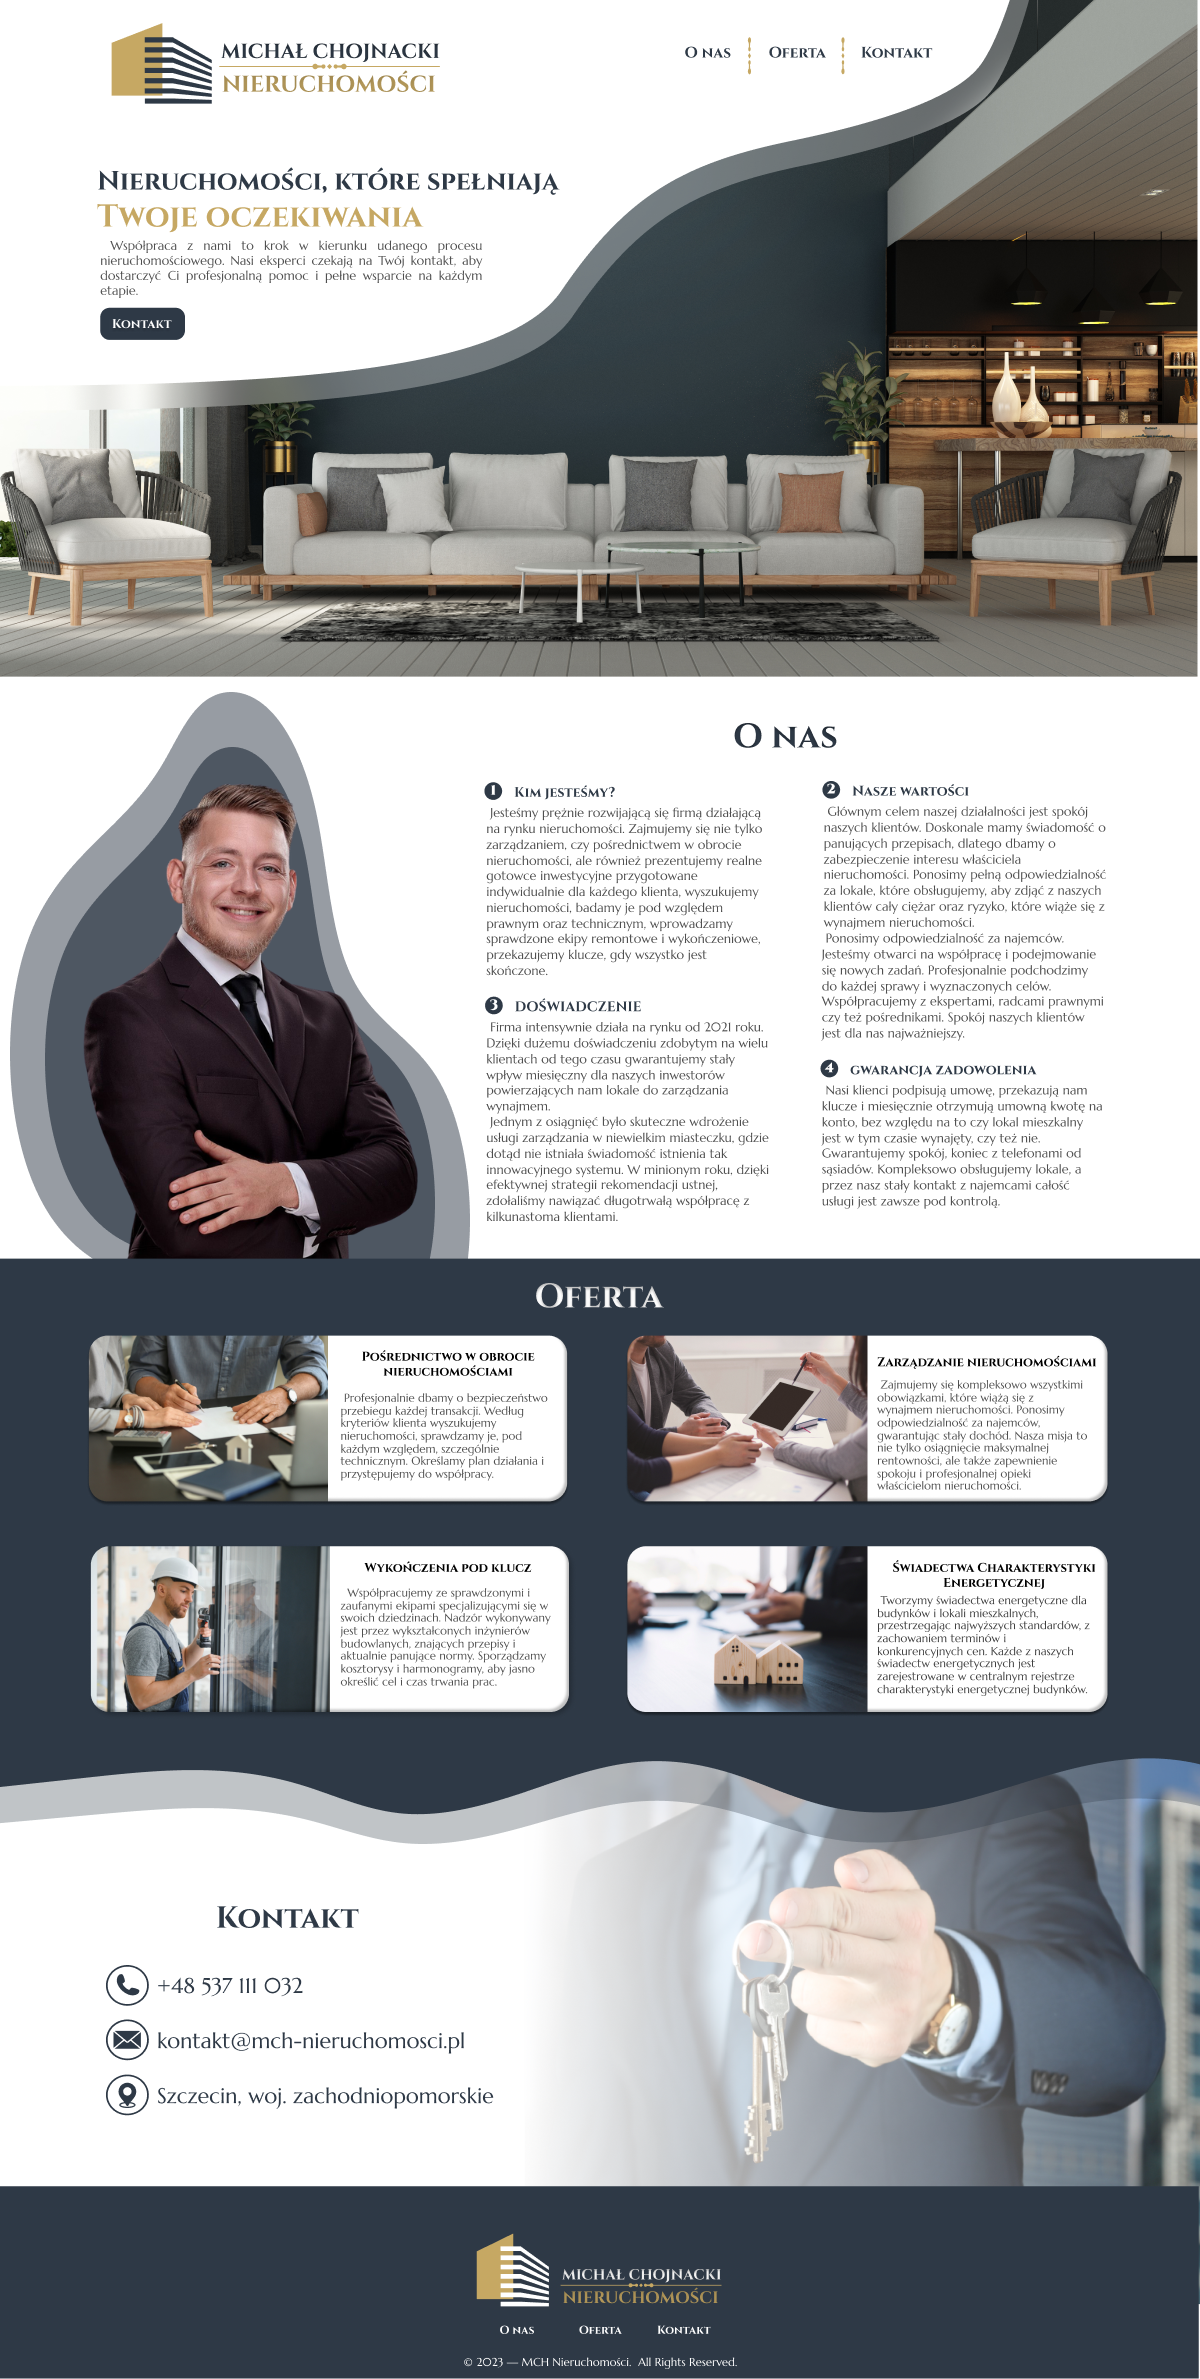 MICHAŁ CHOJNACKI
NIERUCHOMOŚCI
O nas
Oferta
Kontakt
Nieruchomości, które spełniają
Twoje oczekiwania
Współpraca z nami to krok w kierunku udanego procesu
nieruchomościowego. Nasi eksperci czekają na Twój kontakt, aby
dostarczyć Ci profesjonalną pomoc i pełne wsparcie na każdym
etapie.
Kontakt
O nas
1 Kim jesteśmy?
Jesteśmy prężnie rozwijającą się firmą działającą
na rynku nieruchomości. Zajmujemy się nie tylko
zarządzaniem, czy pośrednictwem w obrocie
nieruchomości, ale również prezentujemy realne
gotowce inwestycyjne przygotowane
indywidualnie dla każdego klienta, wyszukujemy
nieruchomości, badamy je pod względem
prawnym oraz technicznym, wprowadzamy
sprawdzone ekipy remontowe i wykończeniowe,
przekazujemy klucze, gdy wszystko jest
skończone.
2 Nasze wartości
Głównym celem naszej działalności jest spokój
naszych klientów. Doskonale mamy świadomość o
panujących przepisach, dlatego dbamy o
zabezpieczenie interesu właściciela
nieruchomości. Ponosimy pełną odpowiedzialność
za lokale, które obsługujemy, aby zdjąć z naszych
klientów cały ciężar oraz ryzyko, które wiąże się z
wynajmem nieruchomości.
Ponosimy odpowiedzialność za najemców.
Jesteśmy otwarci na współpracę i podejmowanie
się nowych zadań. Profesjonalnie podchodzimy
do każdej sprawy i wyznaczonych celów.
Współpracujemy z ekspertami, radcami prawnymi
czy też pośrednikami. Spokój naszych klientów
jest dla nas najważniejszy.
3 doświadczenie
Firma intensywnie działa na rynku od 2021 roku.
Dzięki dużemu doświadczeniu zdobytym na wielu
klientach od tego czasu gwarantujemy stały
wpływ miesięczny dla naszych inwestorów
powierzających nam lokale do zarządzania
wynajmem.
Jednym z osiągnięć było skuteczne wdrożenie
usługi zarządzania w niewielkim miasteczku, gdzie
dotąd nie istniała świadomość istnienia tak
innowacyjnego systemu. W minionym roku, dzięki
efektywnej strategii rekomendacji ustnej,
zdołaliśmy nawiązać długotrwałą współpracę z
kilkunastoma klientami.
4 gwarancja zadowolenia
Nasi klienci podpisują umowę, przekazują nam
klucze i miesięcznie otrzymują umowną kwotę na
konto, bez względu na to czy lokal mieszkalny
jest w tym czasie wynajęty, czy też nie.
Gwarantujemy spokój, koniec z telefonami od
sąsiadów. Kompleksowo obsługujemy lokale, a
przez nasz stały kontakt z najemcami całość
usługi jest zawsze pod kontrolą.
Oferta
Pośrednictwo w obrocie
nieruchomościami
Profesjonalnie dbamy o bezpieczeństwo
przebiegu każdej transakcji. Według
kryteriów klienta wyszukujemy
nieruchomości, sprawdzamy je, pod
każdym względem, szczególnie
technicznym. Określamy plan działania i
przystępujemy do współpracy.
Zarządzanie nieruchomościami
Zajmujemy się kompleksowo wszystkimi
obowiązkami, które wiążą się z
wynajmem nieruchomości. Ponosimy
odpowiedzialność za najemców,
gwarantując stały dochód. Nasza misja to
nie tylko osiągnięcie maksymalnej
rentowności, ale także zapewnienie
spokoju i profesjonalnej opieki
właścicielom nieruchomości.
Wykończenia pod klucz
Współpracujemy ze sprawdzonymi i
zaufanymi ekipami specjalizującymi się w
swoich dziedzinach. Nadzór wykonywany
jest przez wykształconych inżynierów
budowlanych, znających przepisy i
aktualnie panujące normy. Sporządzamy
kosztorysy i harmonogramy, aby jasno
określić cel i czas trwania prac.
Świadectwa Charakterystyki
Energetycznej
Tworzymy świadectwa energetyczne dla
budynków i lokali mieszkalnych,
przestrzegając najwyższych standardów, z
zachowaniem terminów i
konkurencyjnych cen. Każde z naszych
świadectw energetycznych jest
zarejestrowane w centralnym rejestrze
charakterystyki energetycznej budynków.
Kontakt
+48 537 111 032
kontakt@mch-nieruchomosci.pl
Szczecin, woj. zachodniopomorskie
MICHAŁ CHOJNACKI
NIERUCHOMOŚCI
O nas
Oferta
Kontakt
© 2023 — MCH Nieruchomości. All Rights Reserved.